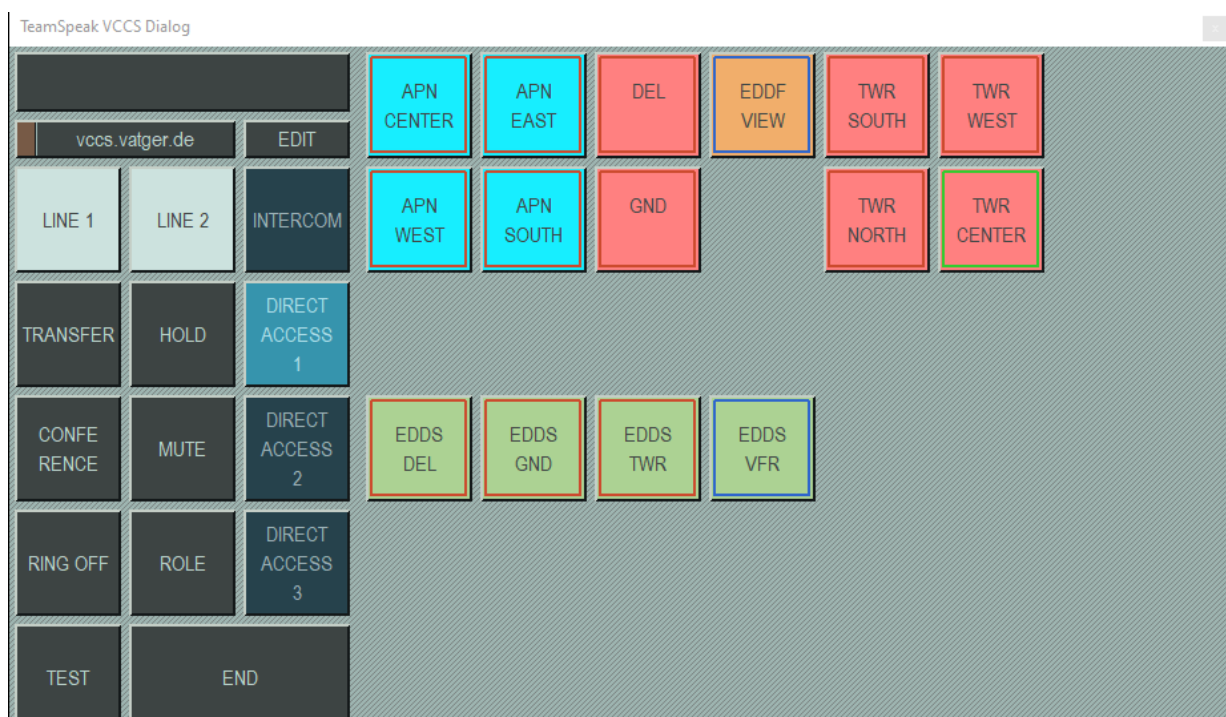 TeamSpeak VCCS Dialog
x
vccs.vatger.de
EDIT
LINE 1
LINE 2
INTERCOM
TRANSFER
HOLD
DIRECT
ACCESS
1
CONFE
RENCE
MUTE
DIRECT
ACCESS
2
RING OFF
ROLE
DIRECT
ACCESS
3
TEST
END
APN
CENTER
APN
EAST
DEL
EDDF
VIEW
TWR
SOUTH
TWR
WEST
APN
WEST
APN
SOUTH
GND
TWR
NORTH
TWR
CENTER
EDDS
DEL
EDDS
GND
EDDS
TWR
EDDS
VFR